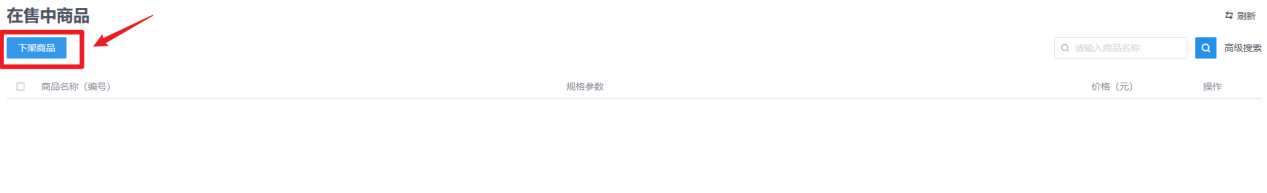 在售中商品
刷新
下架商品
请输入商品名称
高级搜索
商品名称（编号） 规格参数 价格（元） 操作